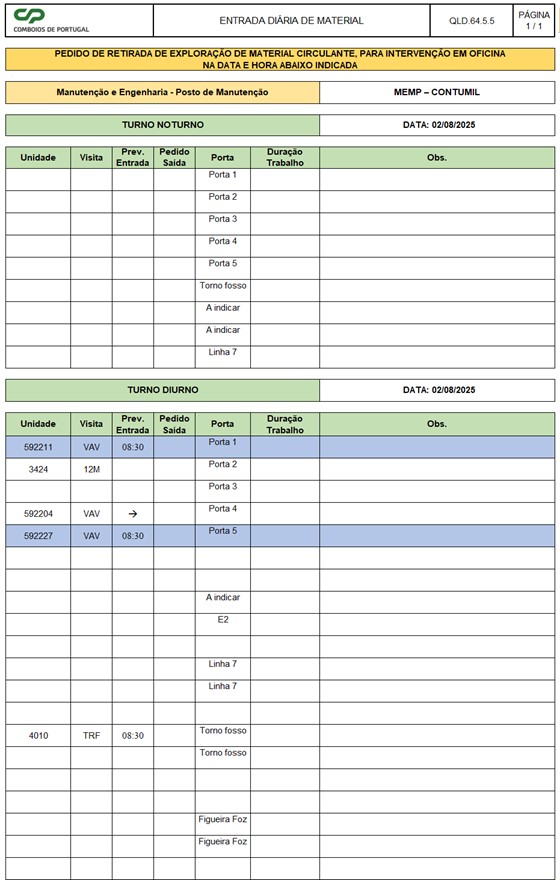 CP
COMBOIOS DE PORTUGAL
ENTRADA DIÁRIA DE MATERIAL
QLD.64.5.5
PÁGINA
1 / 1
PEDIDO DE RETIRADA DE EXPLORAÇÃO DE MATERIAL CIRCULANTE, PARA INTERVENÇÃO EM OFICINA
NA DATA E HORA ABAIXO INDICADA
Manutenção e Engenharia - Posto de Manutenção
MEMP – CONTUMIL
TURNO NOTURNO
DATA: 02/08/2025
Unidade Visita Prev. Entrada Pedido Saída Porta Duração Trabalho Obs.
Porta 1
Porta 2
Porta 3
Porta 4
Porta 5
Torno fosso
A indicar
A indicar
Linha 7
TURNO DIURNO
DATA: 02/08/2025
Unidade Visita Prev. Entrada Pedido Saída Porta Duração Trabalho Obs.
592211 VAV 08:30 Porta 1
3424 12M Porta 2
Porta 3
592204 VAV → Porta 4
592227 VAV 08:30 Porta 5
A indicar
E2
Linha 7
Linha 7
4010 TRF 08:30 Torno fosso
Torno fosso
Figueira Foz
Figueira Foz